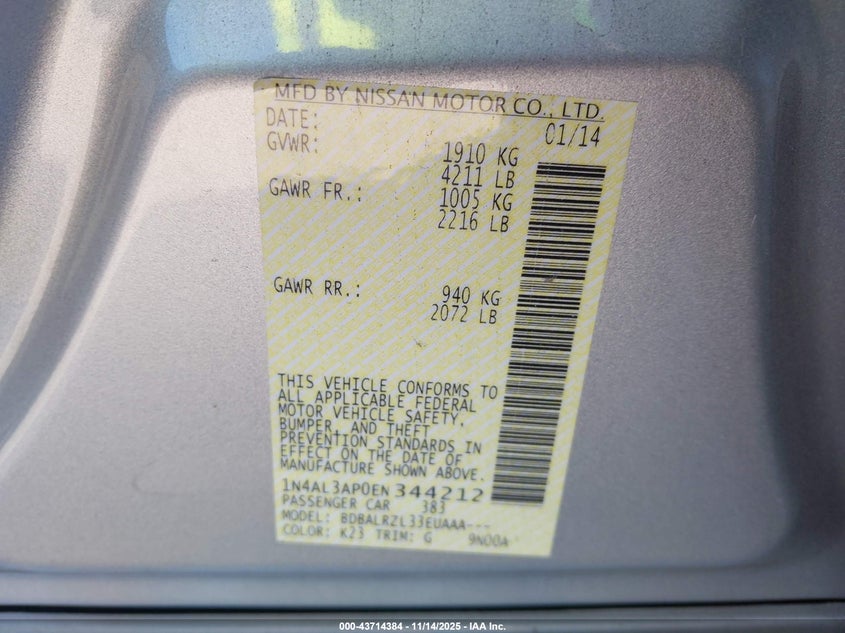 MFD BY NISSAN MOTOR CO., LTD.
DATE: 01/14
GVWR: 1910 KG
4211 LB
GAWR FR.: 1005 KG
2216 LB
GAWR RR.: 940 KG
2072 LB
THIS VEHICLE CONFORMS TO
ALL APPLICABLE FEDERAL
MOTOR VEHICLE SAFETY,
BUMPER, AND THEFT
PREVENTION STANDARDS IN
EFFECT ON THE DATE OF
MANUFACTURE SHOWN ABOVE.
1N4AL3AP0EN344212
PASSENGER CAR 383
MODEL: BDBALRZL33EUAAA---
COLOR: K23 TRIM: G 9N00A
000-43714384 | 11/14/2025 - IAA Inc.